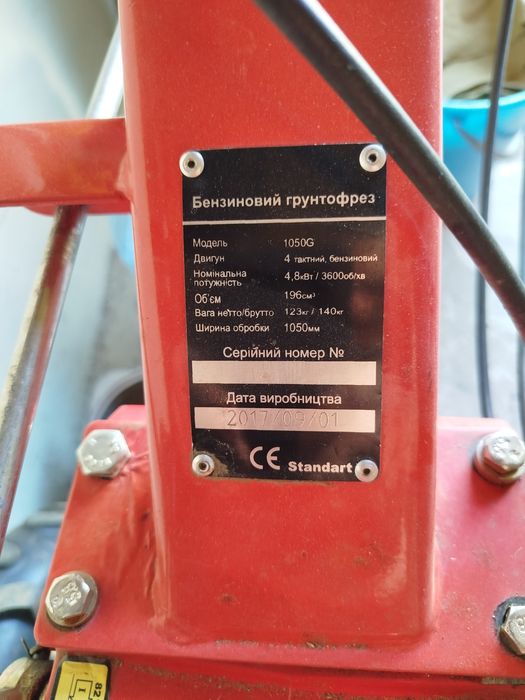 Бензиновий грунтофрез
Модель 1050G
Двигун 4 тактний, бензиновий
Номінальна потужність 4,8кВт / 3600об/хв
Об'єм 196см³
Вага нетто/брутто 123кг / 140кг
Ширина обробки 1050мм
Серійний номер №
Дата виробництва
2017/09/01
CE Standart
82